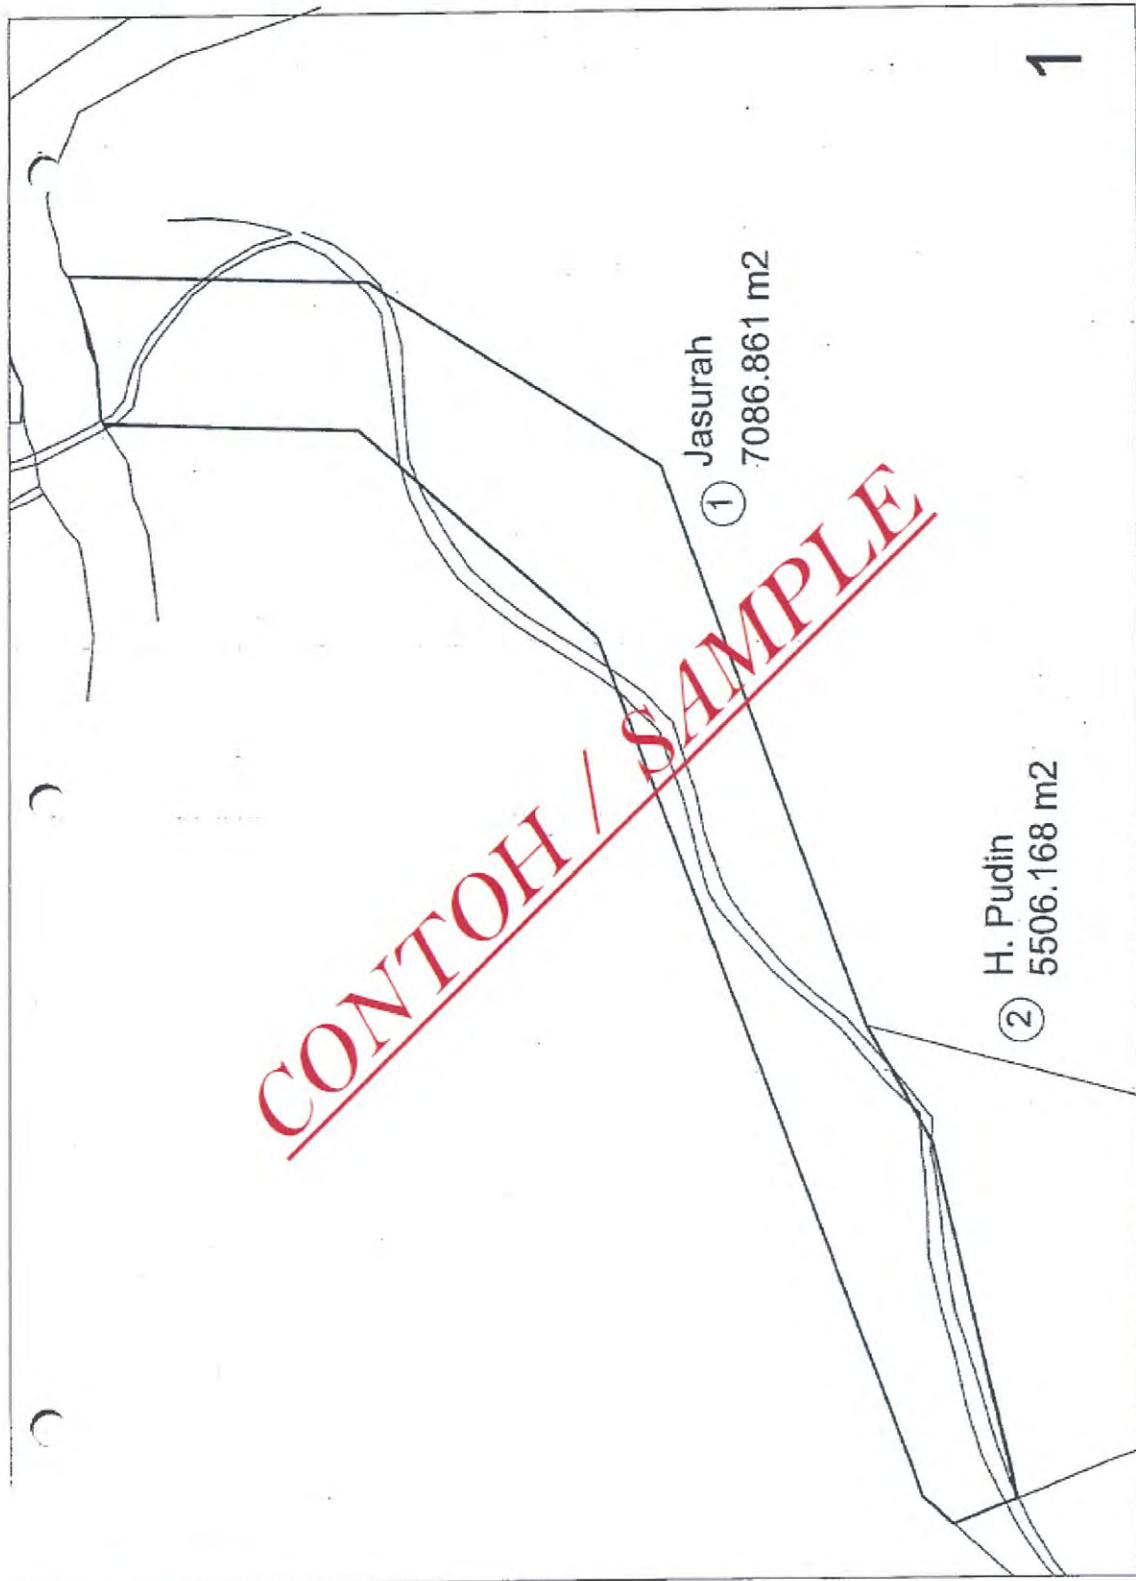 1
1 Jasurah
7086.861 m2
CONTOH / SAMPLE
2 H. Pudin
5506.168 m2